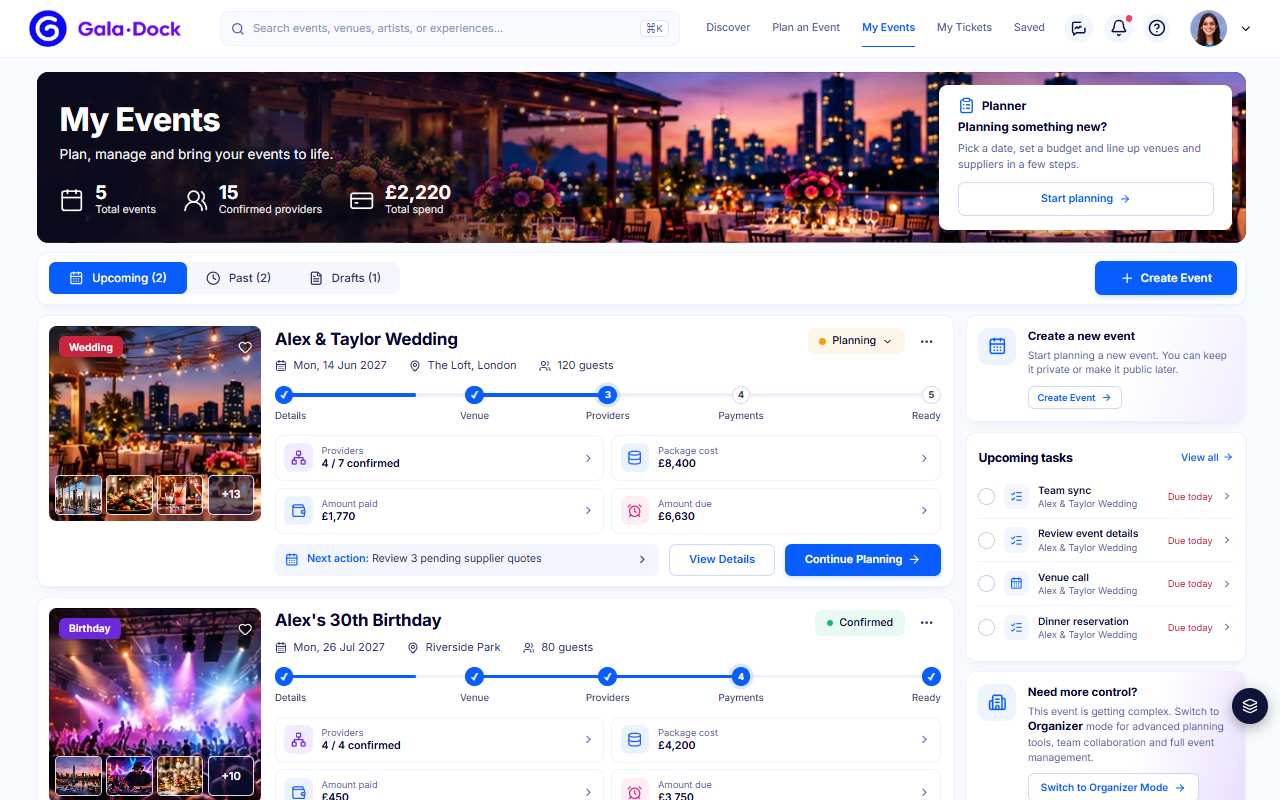 Gala·Dock
Search events, venues, artists, or experiences...
⌘K
Discover
Plan an Event
My Events
My Tickets
Saved
My Events
Plan, manage and bring your events to life.
5
Total events
15
Confirmed providers
£2,220
Total spend
Planner
Planning something new?
Pick a date, set a budget and line up venues and
suppliers in a few steps.
Start planning
Upcoming (2)
Past (2)
Drafts (1)
Create Event
Wedding
+13
Alex & Taylor Wedding
Planning
Mon, 14 Jun 2027
The Loft, London
120 guests
3
4
5
Details
Venue
Providers
Payments
Ready
Providers
4 / 7 confirmed
Package cost
£8,400
Amount paid
£1,770
Amount due
£6,630
Next action: Review 3 pending supplier quotes
View Details
Continue Planning
Birthday
+10
Alex's 30th Birthday
Confirmed
Mon, 26 Jul 2027
Riverside Park
80 guests
4
Details
Venue
Providers
Payments
Ready
Providers
4 / 4 confirmed
Package cost
£4,200
Amount paid
£450
Amount due
£3,750
Create a new event
Start planning a new event. You can keep
it private or make it public later.
Create Event
Upcoming tasks
View all
Team sync
Alex & Taylor Wedding
Due today
Review event details
Alex & Taylor Wedding
Due today
Venue call
Alex & Taylor Wedding
Due today
Dinner reservation
Alex & Taylor Wedding
Due today
Need more control?
This event is getting complex. Switch to
Organizer mode for advanced planning
tools, team collaboration and full event
management.
Switch to Organizer Mode